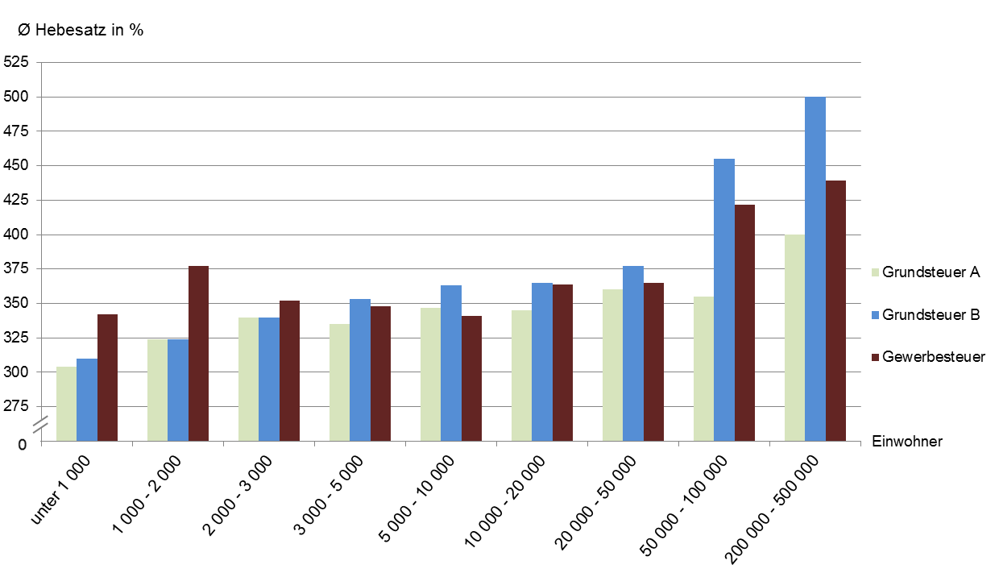 Ø Hebesatz in %
525
500
475
450
425
400
375
350
325
300
275
0
Grundsteuer A
Grundsteuer B
Gewerbesteuer
Einwohner
unter 1 000
1 000 - 2 000
2 000 - 3 000
3 000 - 5 000
5 000 - 10 000
10 000 - 20 000
20 000 - 50 000
50 000 - 100 000
200 000 - 500 000